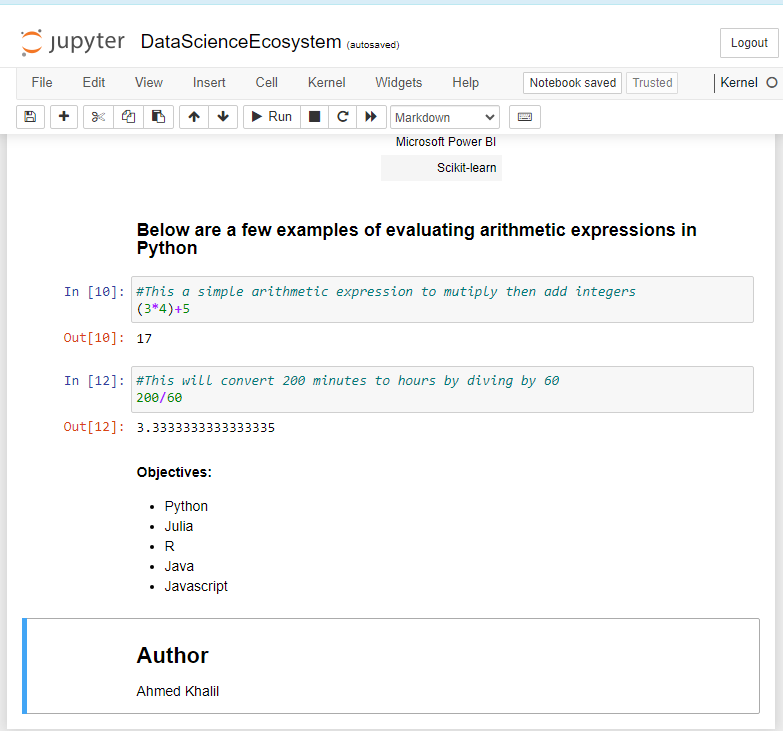 jupyter DataScienceEcosystem (autosaved)
Logout
File Edit View Insert Cell Kernel Widgets Help Notebook saved Trusted Kernel
Run Markdown
Microsoft Power BI
Scikit-learn
Below are a few examples of evaluating arithmetic expressions in
Python
In [10]: #This a simple arithmetic expression to mutiply then add integers
(3*4)+5
Out[10]: 17
In [12]: #This will convert 200 minutes to hours by diving by 60
200/60
Out[12]: 3.3333333333333335
Objectives:
• Python
• Julia
• R
• Java
• Javascript
Author
Ahmed Khalil